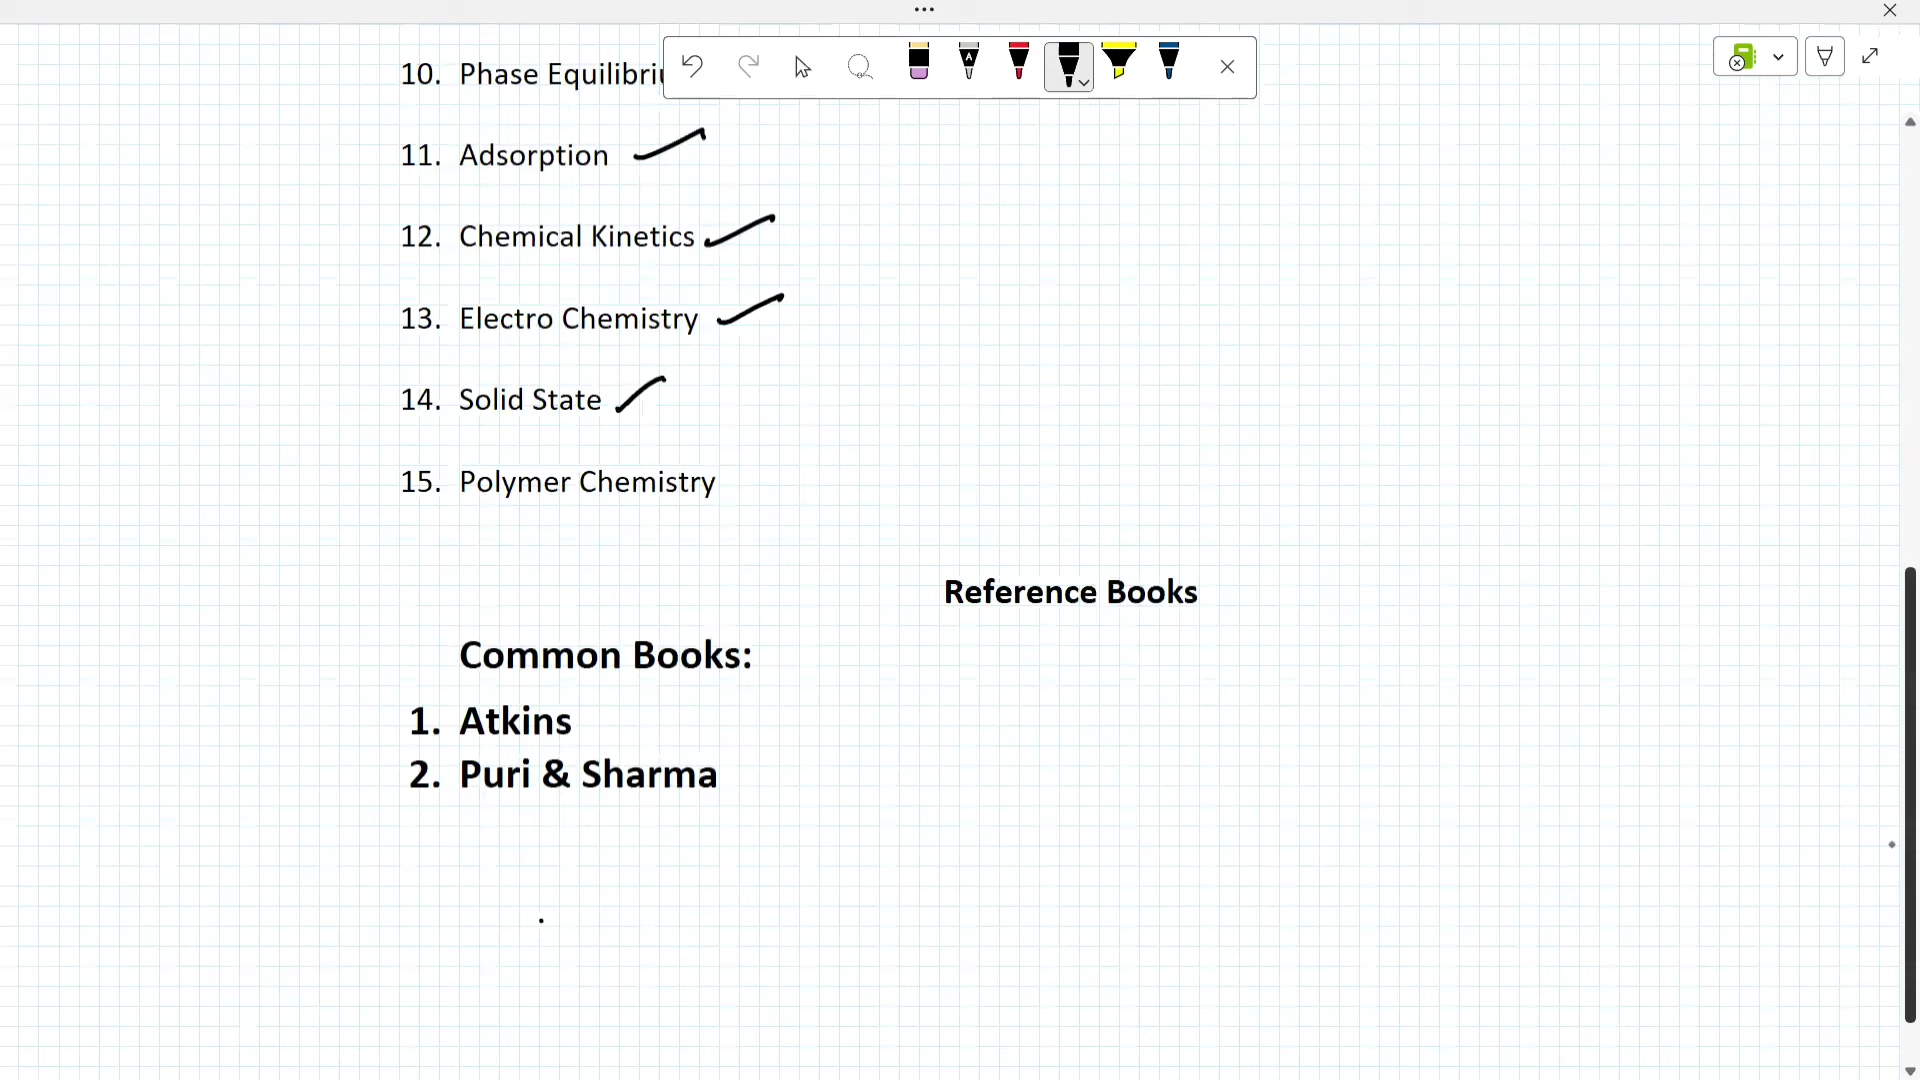 10. Phase
11. Adsorption
12. Chemical Kinetics
13. Electro Chemistry
14. Solid State
15. Polymer Chemistry
Reference Books
Common Books:
1. Atkins
2. Puri & Sharma